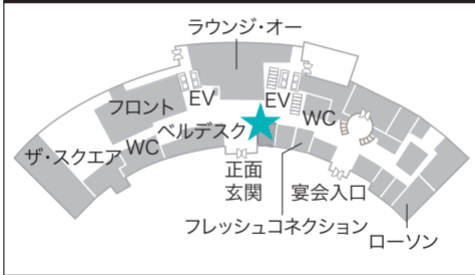 ラウンジ・オー
EV
EV
フロント
WC
ベルデスク
WC
ザ・スクエア
正面
玄関
宴会入口
フレッシュコネクション
ローソン